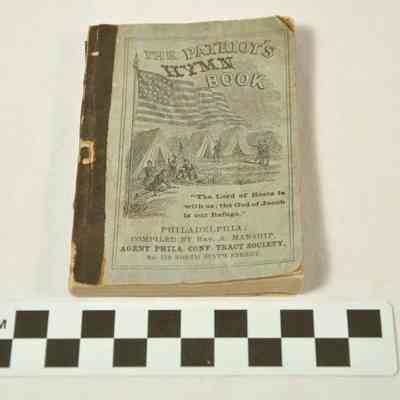 THE PATRIOT'S
HYMN
BOOK
"The Lord of Hosts is
with us; the God of Jacob
is our Refuge."
PHILADELPHIA:
COMPILED BY REV. A. MANSHIP,
AGENT PHILA. CONF. TRACT SOCIETY,
No. 119 NORTH SIXTH STREET.
M